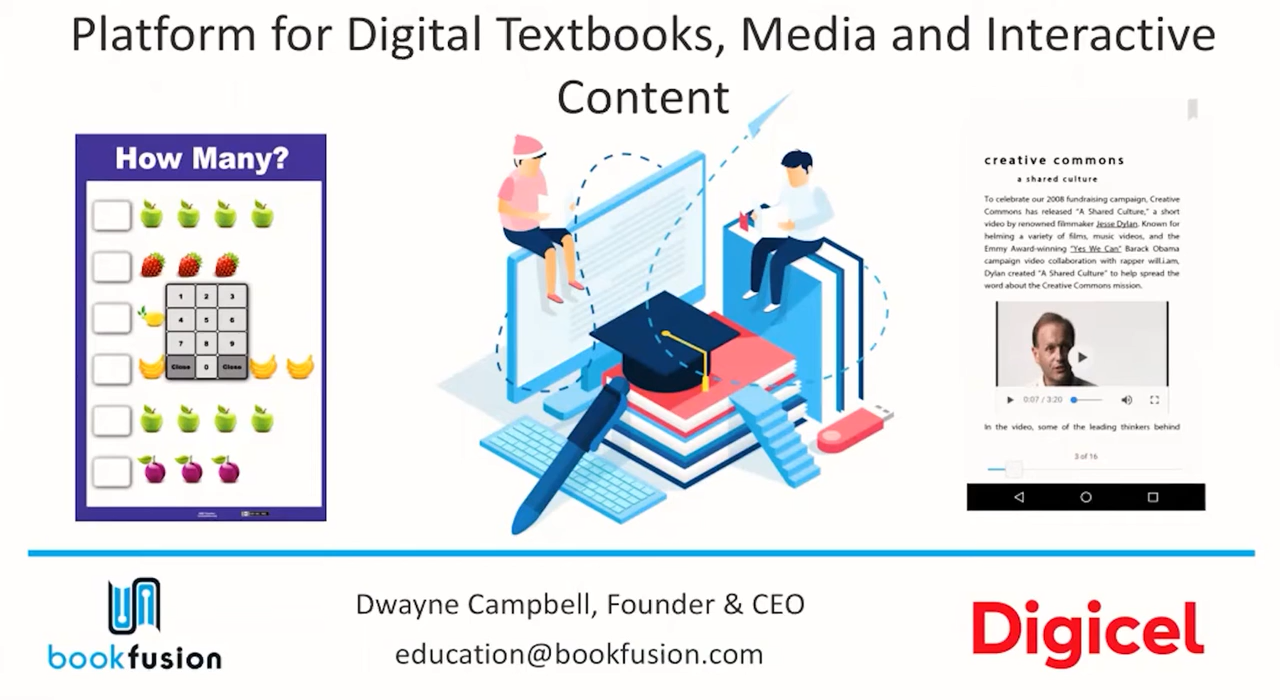 Platform for Digital Textbooks, Media and Interactive
Content
How Many?
1 2 3
4 5 6
7 8 9
Close 0 Close
creative commons
a shared culture
To celebrate our 2008 fundraising campaign, Creative
Commons has released "A Shared Culture," a short
video by renowned filmmaker Jesse Dylan. Known for
helming a variety of films, music videos, and the
Emmy Award-winning "Yes We Can" Barack Obama
campaign video collaboration with rapper will.i.am,
Dylan created "A Shared Culture" to help spread the
word about the Creative Commons mission.
0:07 / 3:20
In the video, some of the leading thinkers behind
3 of 16
bookfusion
Dwayne Campbell, Founder & CEO
education@bookfusion.com
Digicel